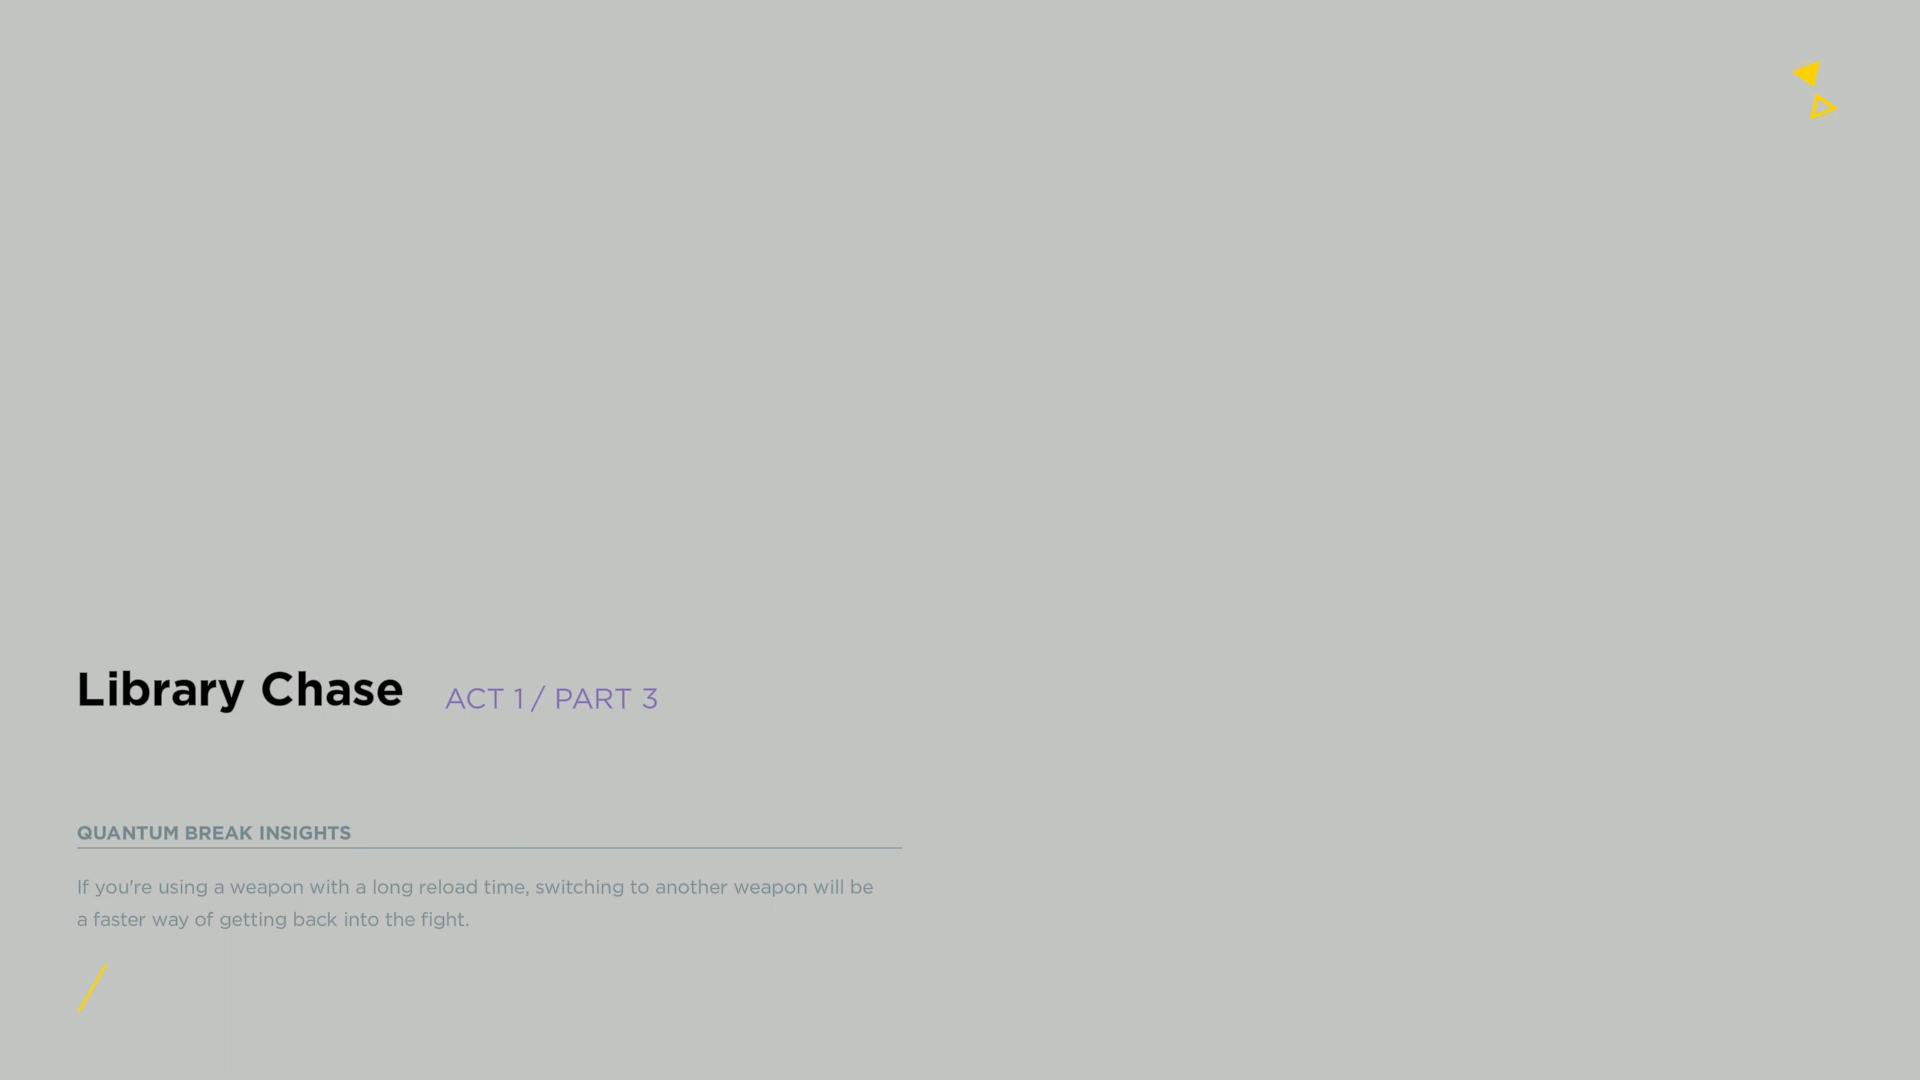 Library Chase ACT 1 / PART 3
QUANTUM BREAK INSIGHTS
If you're using a weapon with a long reload time, switching to another weapon will be
a faster way of getting back into the fight.